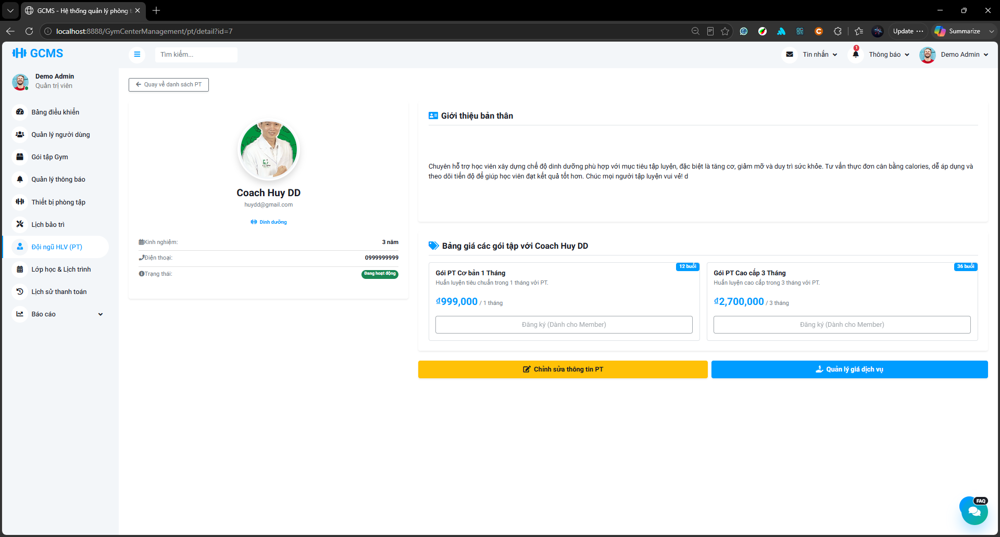 GCMS - Hệ thống quản lý phòng t
localhost:8888/GymCenterManagement/pt/detail?id=7
Update
Summarize
GCMS
Tìm kiếm...
Tin nhắn
1
Thông báo
Demo Admin
Demo Admin
Quản trị viên
Bảng điều khiển
Quản lý người dùng
Gói tập Gym
Quản lý thông báo
Thiết bị phòng tập
Lịch bảo trì
Đội ngũ HLV (PT)
Lớp học & Lịch trình
Lịch sử thanh toán
Báo cáo
Quay về danh sách PT
Coach Huy DD
huydd@gmail.com
Dinh dưỡng
Kinh nghiệm: 3 năm
Điện thoại: 0999999999
Trạng thái: Đang hoạt động
Giới thiệu bản thân
Chuyên hỗ trợ học viên xây dựng chế độ dinh dưỡng phù hợp với mục tiêu tập luyện, đặc biệt là tăng cơ, giảm mỡ và duy trì sức khỏe. Tư vấn thực đơn cân bằng calories, dễ áp dụng và
theo dõi tiến độ để giúp học viên đạt kết quả tốt hơn. Chúc mọi người tập luyện vui vẻ! d
Bảng giá các gói tập với Coach Huy DD
12 buổi
Gói PT Cơ bản 1 Tháng
Huấn luyện tiêu chuẩn trong 1 tháng với PT.
₫999,000 / 1 tháng
Đăng ký (Dành cho Member)
36 buổi
Gói PT Cao cấp 3 Tháng
Huấn luyện cao cấp trong 3 tháng với PT.
₫2,700,000 / 3 tháng
Đăng ký (Dành cho Member)
Chỉnh sửa thông tin PT
Quản lý giá dịch vụ
FAQ